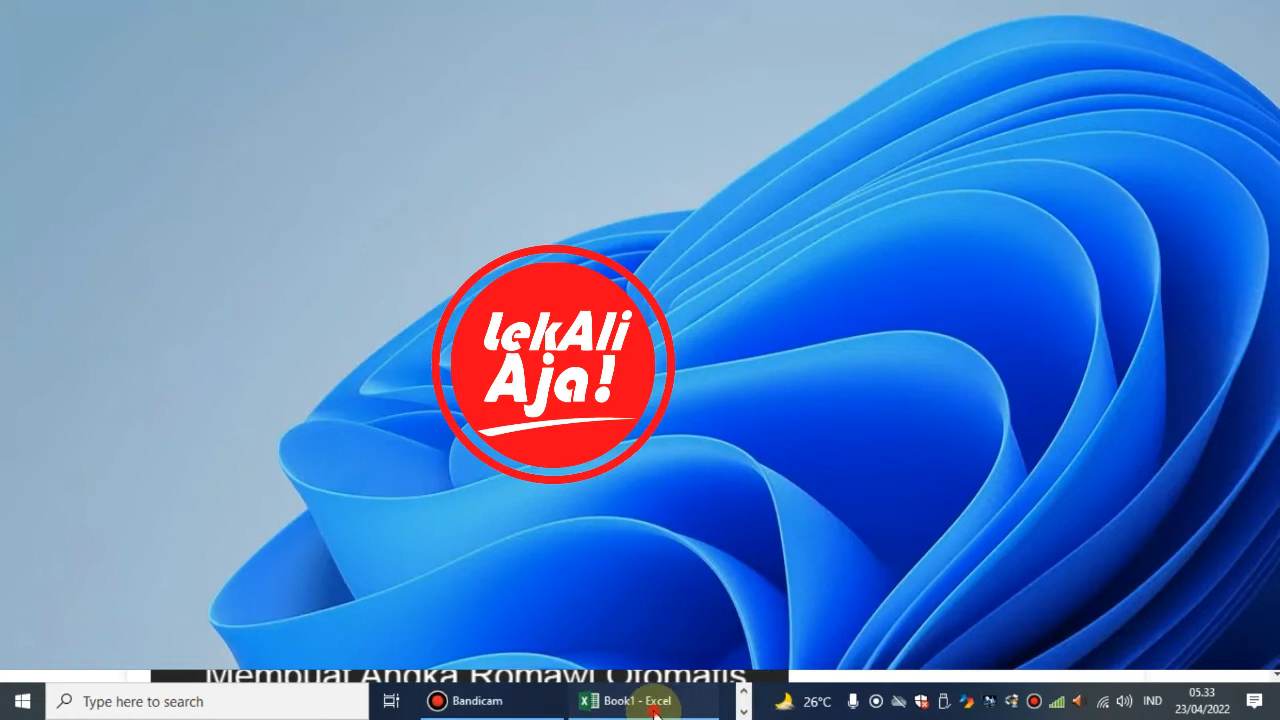 lekAli
Aja!
Membuat Angka Romawi Otomatis
Type here to search
Bandicam
Book1 - Excel
26°C
IND
05.33
23/04/2022